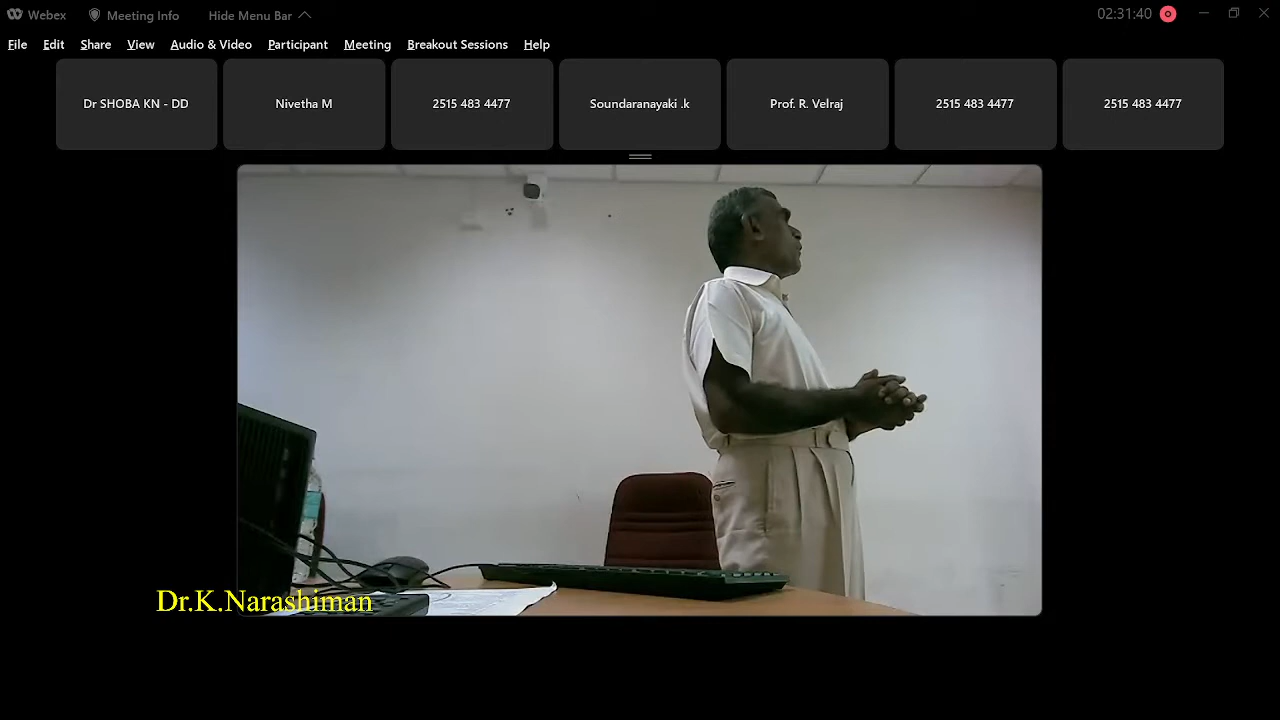 Webex Meeting Info Hide Menu Bar 02:31:40
File Edit Share View Audio & Video Participant Meeting Breakout Sessions Help
Dr SHOBA KN - DD Nivetha M 2515 483 4477 Soundaranayaki .k Prof. R. Velraj 2515 483 4477 2515 483 4477
Dr.K.Narashiman